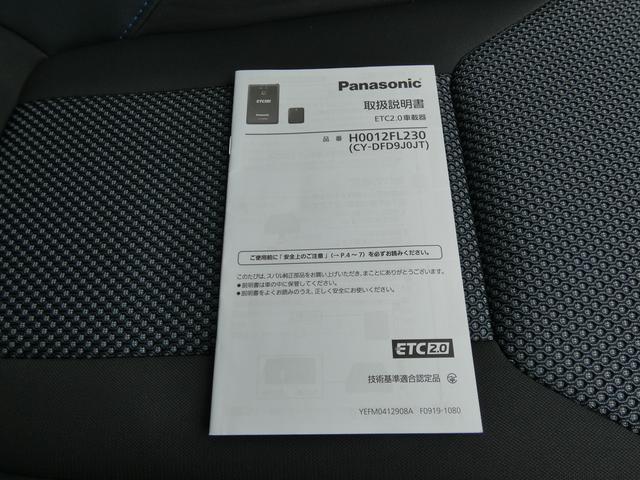 Panasonic
取扱説明書
ETC2.0車載器
品番 H0012FL230
(CY-DFD9J0JT)
ご使用前に「安全上のご注意」(→P.4～7)を必ずお読みください。
このたびは、スバル純正部品をお買い上げいただき、まことにありがとうございます。
●説明書は車の中に保管してください。
●説明書をよくお読みのうえ、正しく安全にお使いください。
ETC2.0
技術基準適合認定品
YEFM0412908A F0919-1080